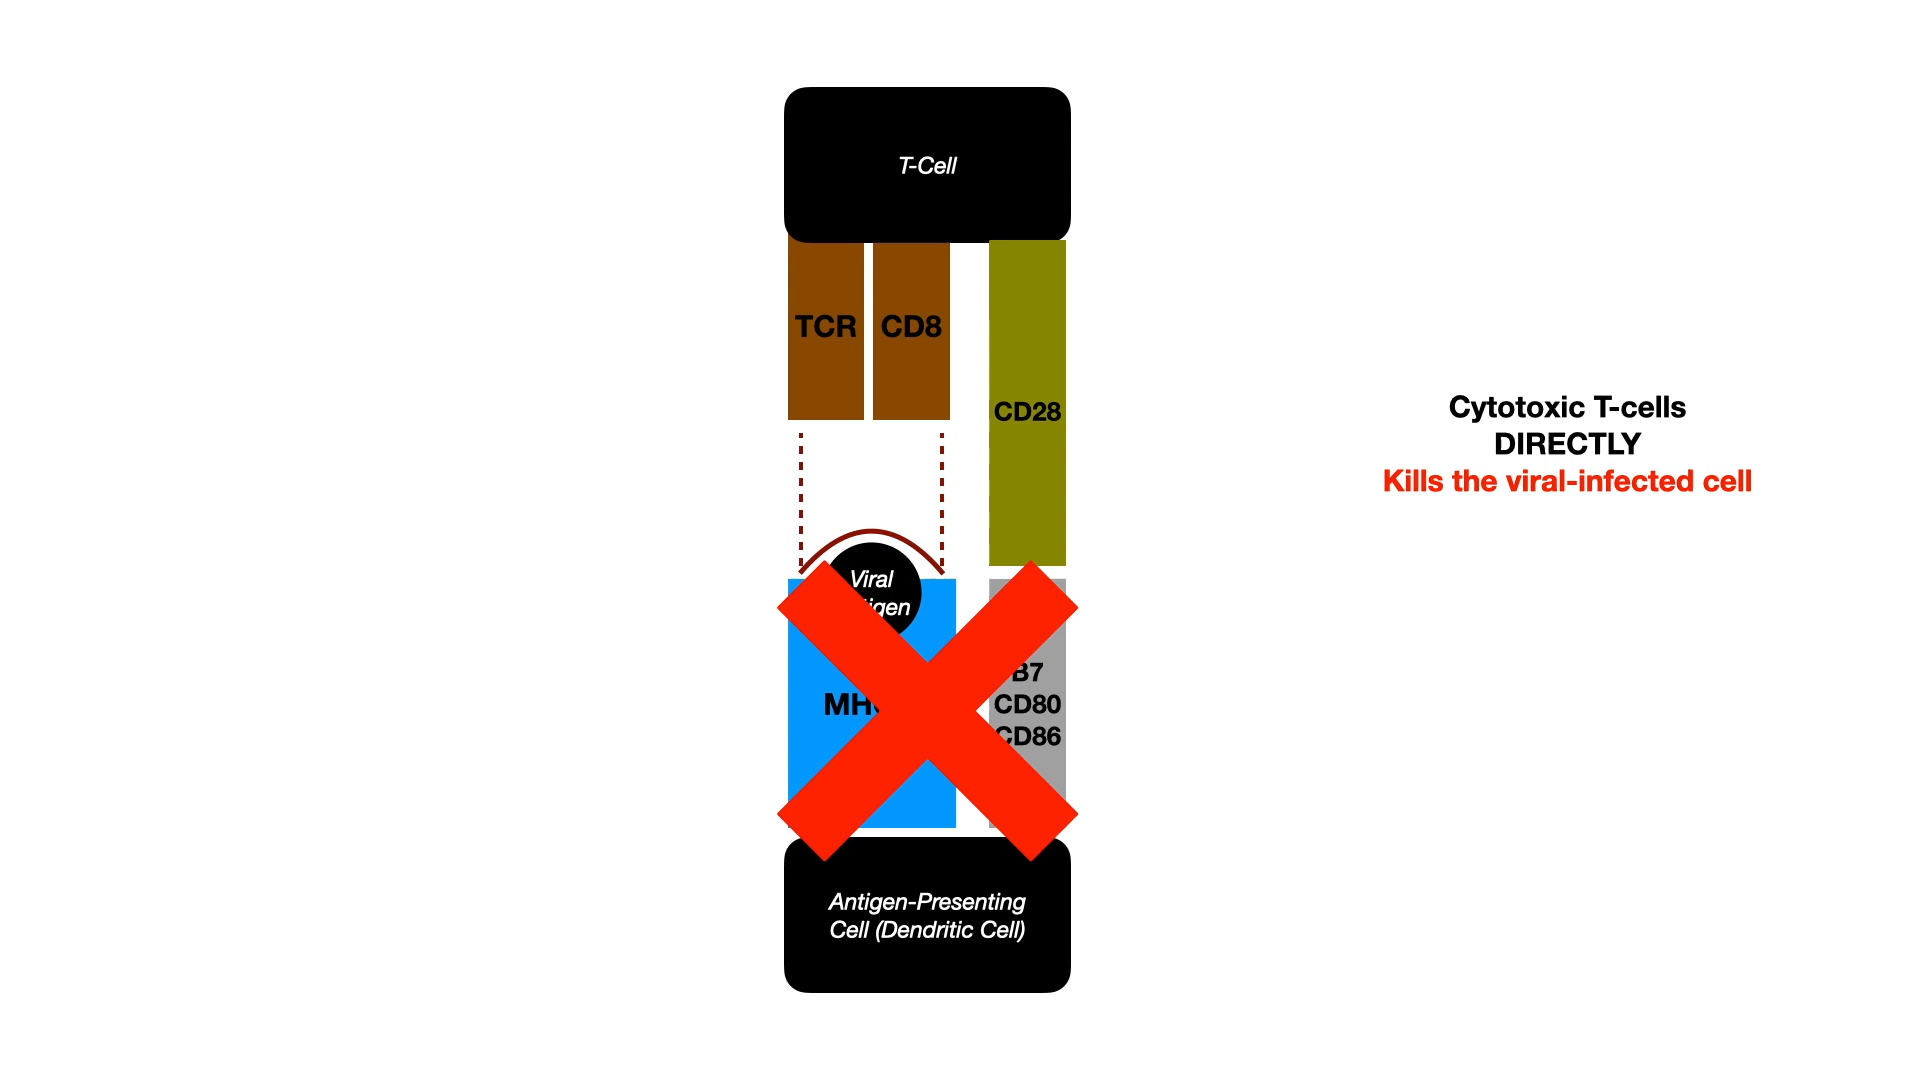 T-Cell
TCR
CD8
CD28
Cytotoxic T-cells
DIRECTLY
Kills the viral-infected cell
Viral
B7
CD80
CD86
Antigen-Presenting
Cell (Dendritic Cell)